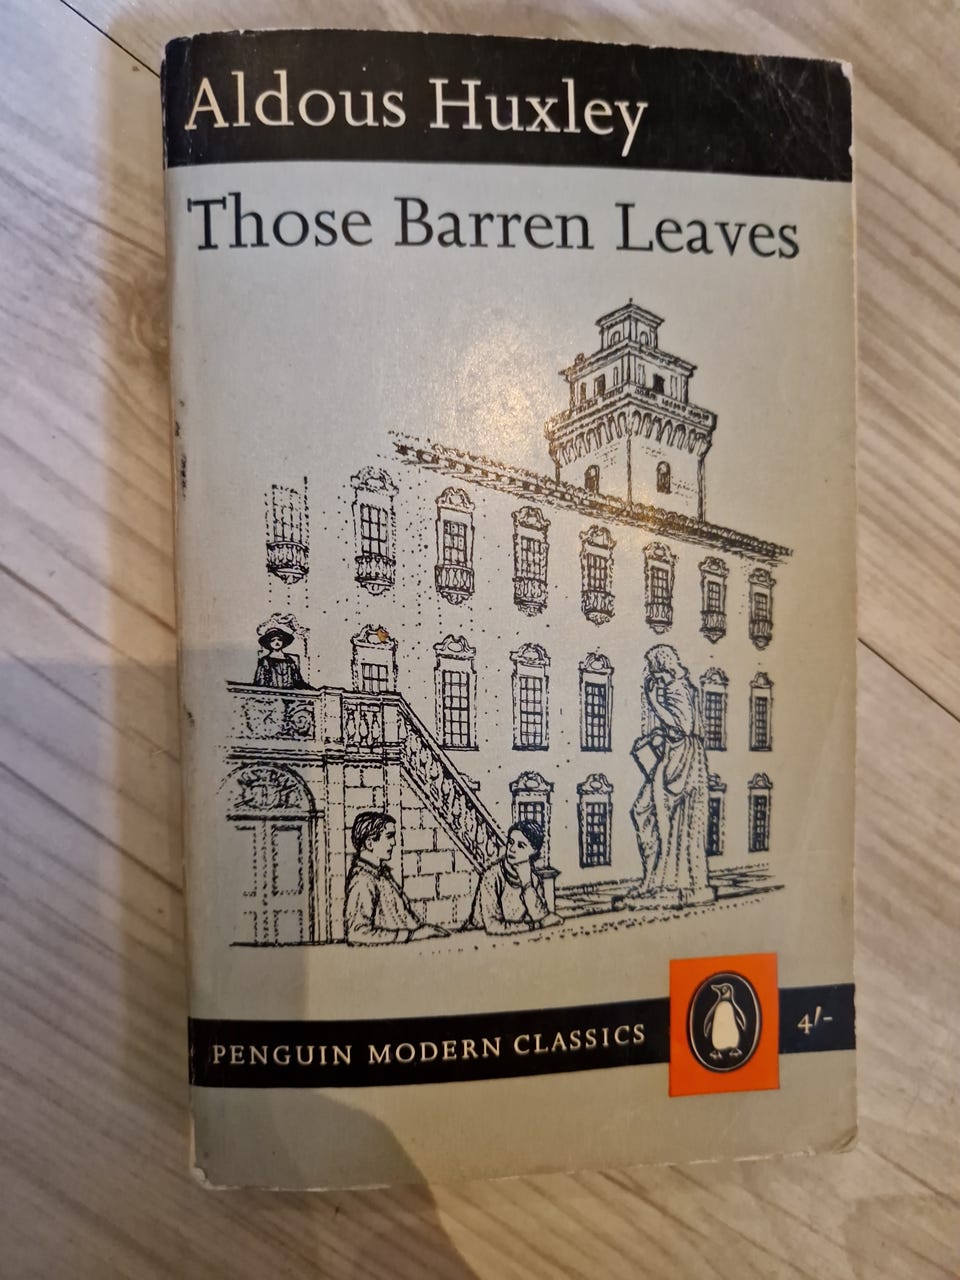 Aldous Huxley
Those Barren Leaves
PENGUIN MODERN CLASSICS
4/-